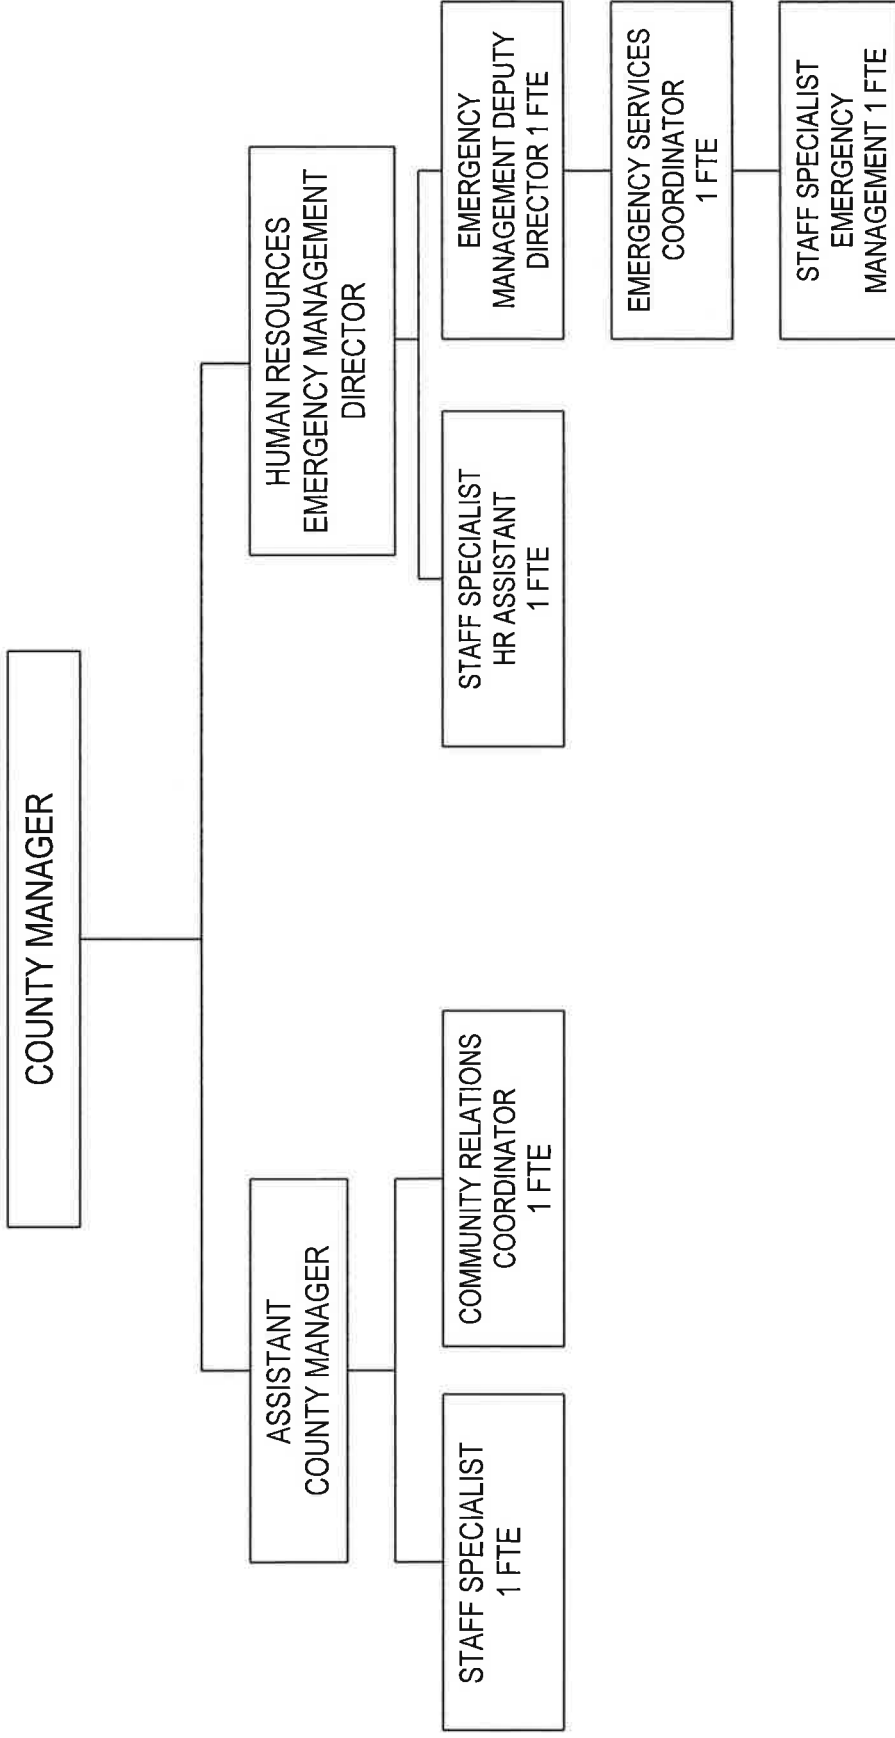 COUNTY MANAGER
ASSISTANT
COUNTY MANAGER
HUMAN RESOURCES
EMERGENCY MANAGEMENT
DIRECTOR
STAFF SPECIALIST
1 FTE
COMMUNITY RELATIONS
COORDINATOR
1 FTE
STAFF SPECIALIST
HR ASSISTANT
1 FTE
EMERGENCY
MANAGEMENT DEPUTY
DIRECTOR 1 FTE
EMERGENCY SERVICES
COORDINATOR
1 FTE
STAFF SPECIALIST
EMERGENCY
MANAGEMENT 1 FTE